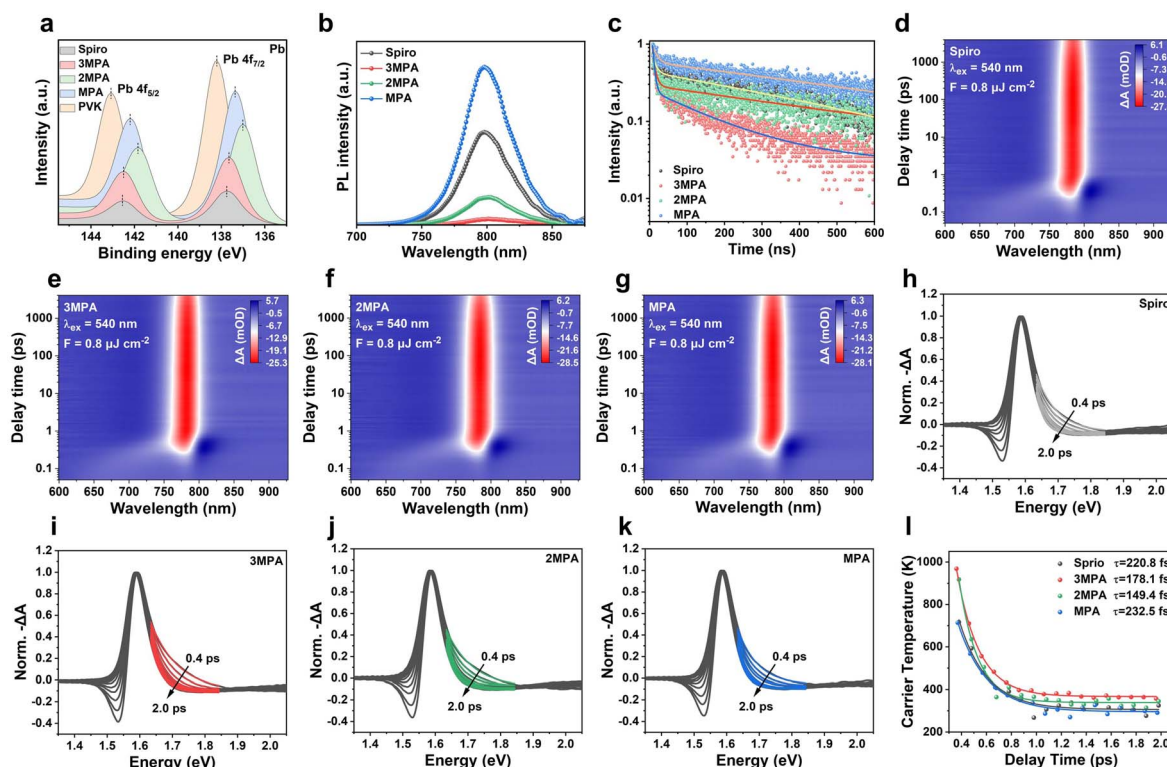 a
Pb
Spiro
3MPA
2MPA
MPA
PVK
Pb 4f7/2
Pb 4f5/2
Intensity (a.u.)
144 142 140 138 136
Binding energy (eV)
b
Spiro
3MPA
2MPA
MPA
PL intensity (a.u.)
700 750 800 850
Wavelength (nm)
c
1
0.1
0.01
Intensity (a.u.)
Spiro
3MPA
2MPA
MPA
0 100 200 300 400 500 600
Time (ns)
d
Spiro
λex = 540 nm
F = 0.8 µJ cm-2
ΔA (mOD)
6.1
-0.6
-7.3
-14.
-20.
-27.
1000
100
10
1
0.1
Delay time (ps)
600 650 700 750 800 850 900
Wavelength (nm)
e
3MPA
λex = 540 nm
F = 0.8 µJ cm-2
ΔA (mOD)
5.7
-0.5
-6.7
-12.9
-19.1
-25.3
1000
100
10
1
0.1
Delay time (ps)
600 650 700 750 800 850 900
Wavelength (nm)
f
2MPA
λex = 540 nm
F = 0.8 µJ cm-2
ΔA (mOD)
6.2
-0.7
-7.7
-14.6
-21.6
-28.5
1000
100
10
1
0.1
Delay time (ps)
600 650 700 750 800 850 900
Wavelength (nm)
g
MPA
λex = 540 nm
F = 0.8 µJ cm-2
ΔA (mOD)
6.3
-0.5
-7.4
-14.3
-21.2
-28.1
1000
100
10
1
0.1
Delay time (ps)
600 650 700 750 800 850 900
Wavelength (nm)
h
Spiro
1.0
0.8
0.6
0.4
0.2
0.0
-0.2
-0.4
Norm. -ΔA
0.4 ps
2.0 ps
1.4 1.5 1.6 1.7 1.8 1.9 2.0
Energy (eV)
i
3MPA
1.2
1.0
0.8
0.6
0.4
0.2
0.0
-0.2
-0.4
Norm. -ΔA
0.4 ps
2.0 ps
1.4 1.5 1.6 1.7 1.8 1.9 2.0
Energy (eV)
j
2MPA
1.2
1.0
0.8
0.6
0.4
0.2
0.0
-0.2
-0.4
Norm. -ΔA
0.4 ps
2.0 ps
1.4 1.5 1.6 1.7 1.8 1.9 2.0
Energy (eV)
k
MPA
1.2
1.0
0.8
0.6
0.4
0.2
0.0
-0.2
-0.4
Norm. -ΔA
0.4 ps
2.0 ps
1.4 1.5 1.6 1.7 1.8 1.9 2.0
Energy (eV)
l
Sprio τ=220.8 fs
3MPA τ=178.1 fs
2MPA τ=149.4 fs
MPA τ=232.5 fs
1000
800
600
400
200
Carrier Temperature (K)
0.4 0.6 0.8 1.0 1.2 1.4 1.6 1.8 2.0
Delay Time (ps)